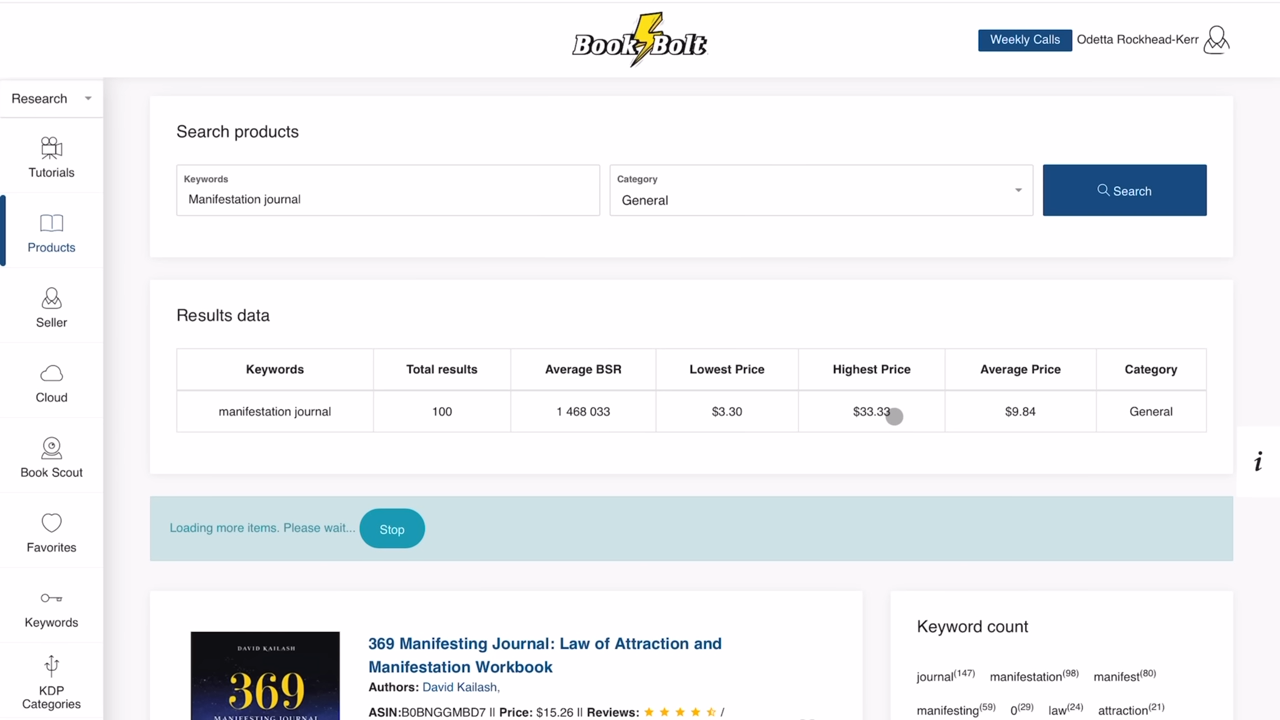 Book Bolt
Weekly Calls Odetta Rockhead-Kerr
Research
Tutorials
Products
Seller
Cloud
Book Scout
Favorites
Keywords
KDP
Categories
Search products
Keywords
Manifestation journal
Category
General
Search
Results data
Keywords Total results Average BSR Lowest Price Highest Price Average Price Category
manifestation journal 100 1 468 033 $3.30 $33.33 $9.84 General
i
Loading more items. Please wait... Stop
DAVID KAILASH
369
MANIFESTING JOURNAL
369 Manifesting Journal: Law of Attraction and
Manifestation Workbook
Authors: David Kailash,
ASIN:B0BNGGMBD7 || Price: $15.26 || Reviews: /
Keyword count
journal(147) manifestation(98) manifest(80)
manifesting(59) 0(29) law(24) attraction(21)